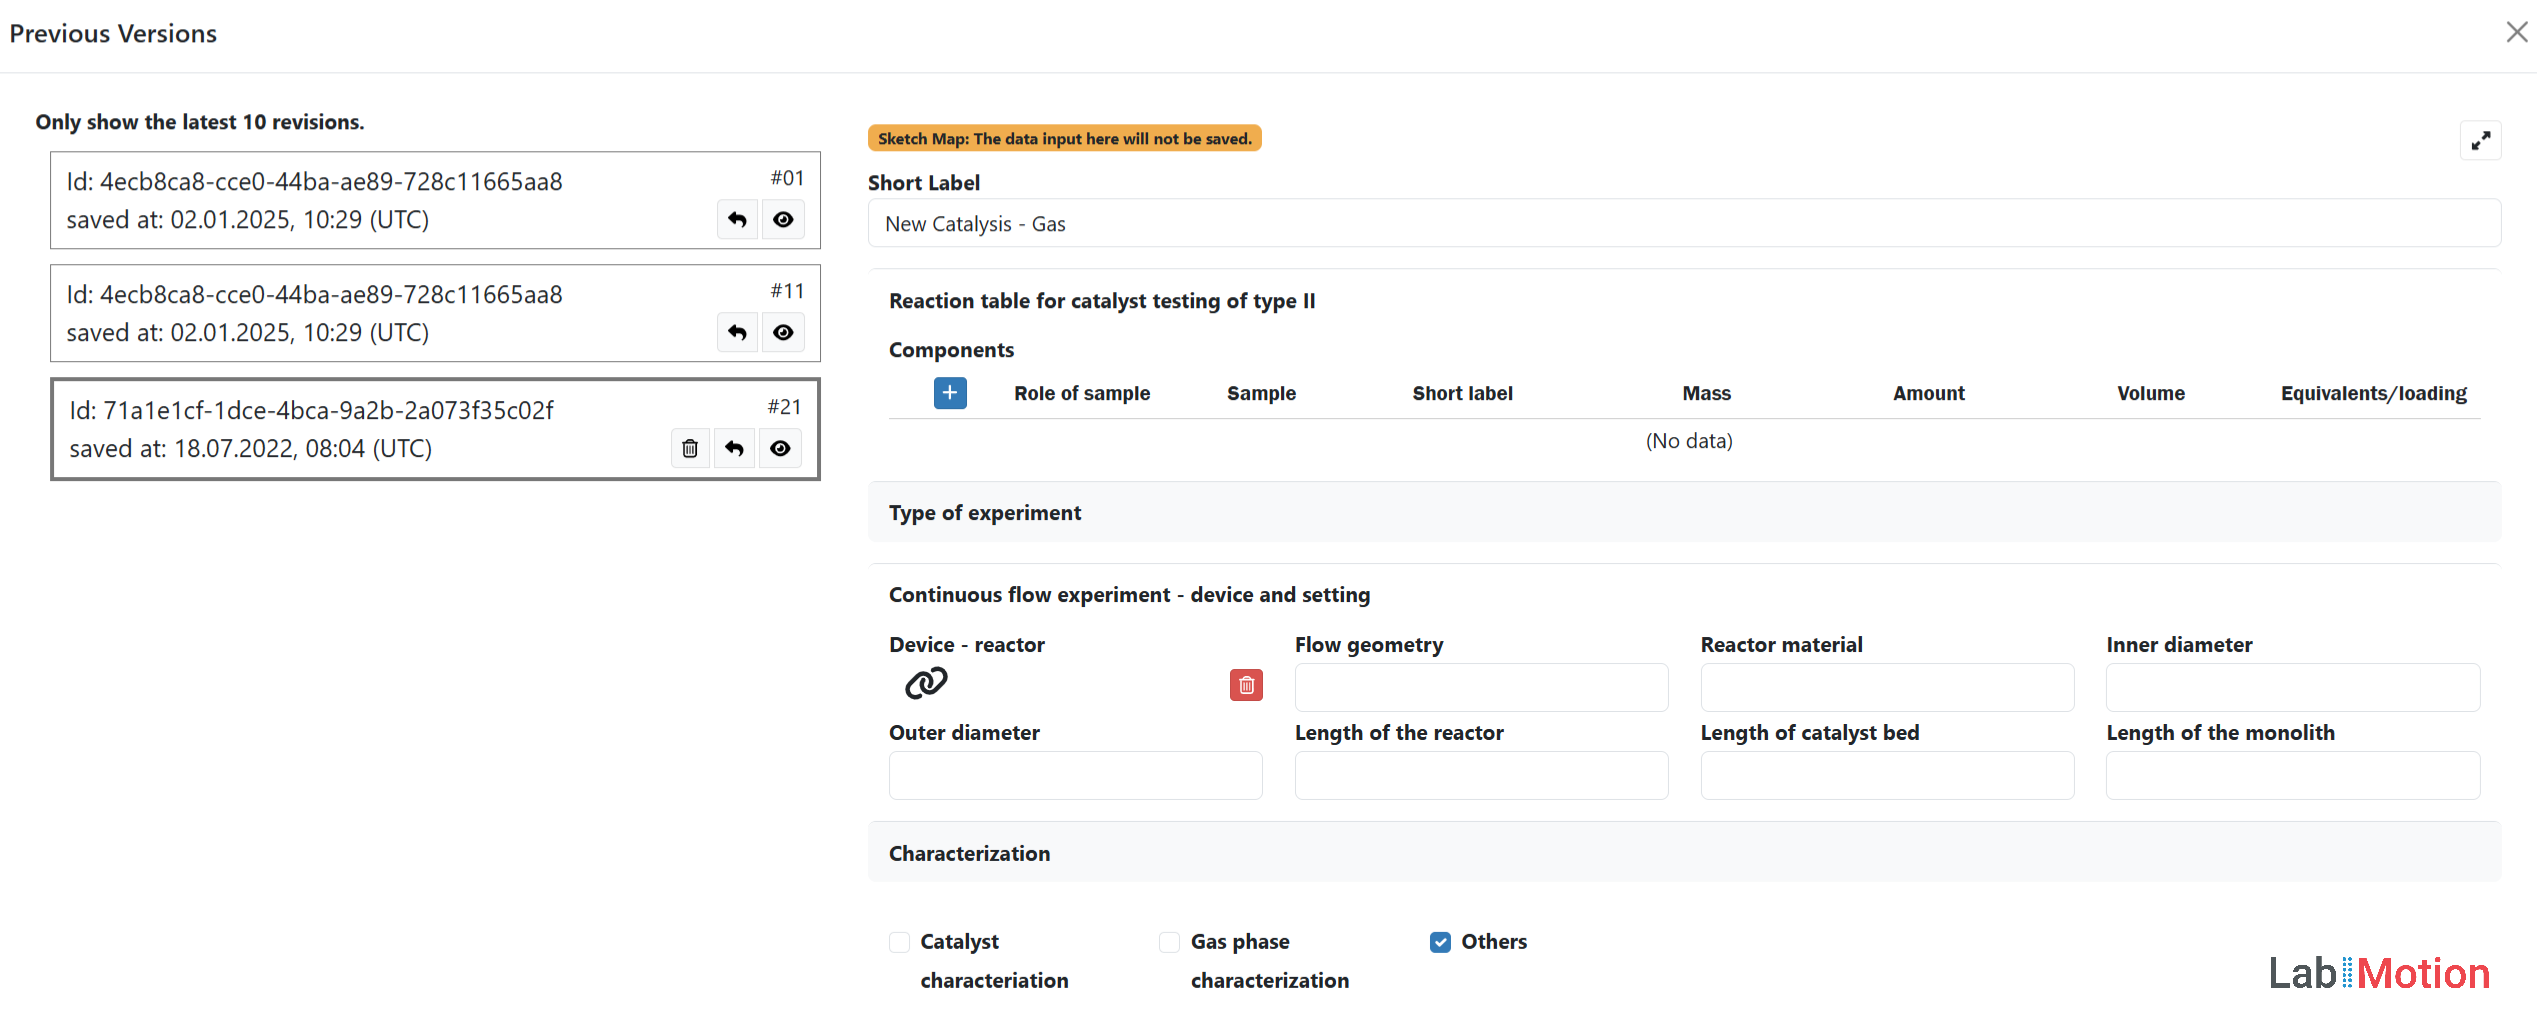 Previous Versions
Only show the latest 10 revisions.
Id: 4ecb8ca8-cce0-44ba-ae89-728c11665aa8
#01
saved at: 02.01.2025, 10:29 (UTC)
Id: 4ecb8ca8-cce0-44ba-ae89-728c11665aa8
#11
saved at: 02.01.2025, 10:29 (UTC)
Id: 71a1e1cf-1dce-4bca-9a2b-2a073f35c02f
#21
saved at: 18.07.2022, 08:04 (UTC)
Sketch Map: The data input here will not be saved.
Short Label
New Catalysis - Gas
Reaction table for catalyst testing of type II
Components
Role of sample Sample Short label Mass Amount Volume Equivalents/loading
(No data)
Type of experiment
Continuous flow experiment - device and setting
Device - reactor Flow geometry Reactor material Inner diameter
Outer diameter Length of the reactor Length of catalyst bed Length of the monolith
Characterization
Catalyst
characteriation
Gas phase
characterization
Others
LabMotion